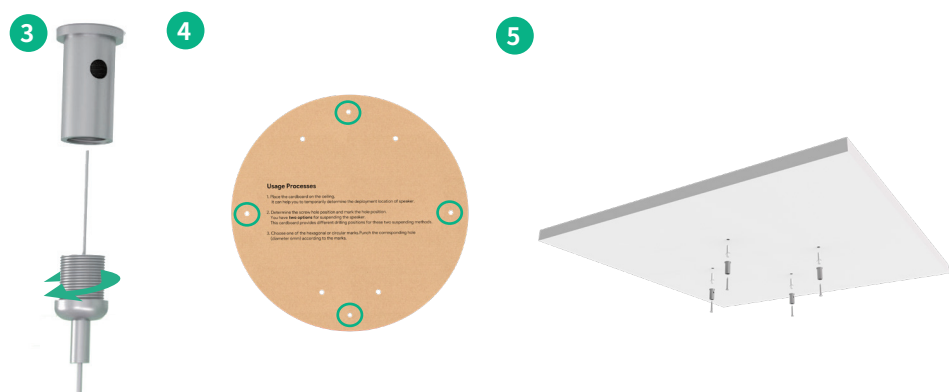 3
4
5
Usage Processes
1. Place the cardboard on the ceiling.
It can help you to temporarily determine the deployment location of speaker.
2. Determine the screw hole position and mark the hole position.
You have two options for suspending the speaker.
The cardboard provides different drilling positions for these two suspending methods.
3. Choose one of the hexagonal or circular marks.Punch the corresponding hole
(diameter 6mm) according to the marks.